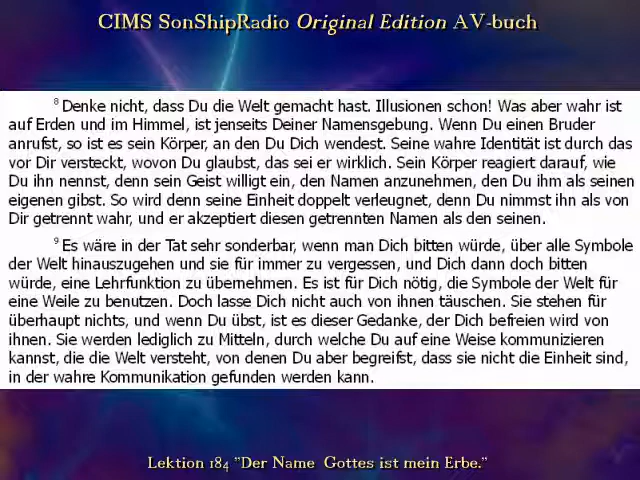 CIMS SonShipRadio Original Edition AV-buch
⁸ Denke nicht, dass Du die Welt gemacht hast. Illusionen schon! Was aber wahr ist
auf Erden und im Himmel, ist jenseits Deiner Namensgebung. Wenn Du einen Bruder
anrufst, so ist es sein Körper, an den Du Dich wendest. Seine wahre Identität ist durch das
vor Dir versteckt, wovon Du glaubst, das sei er wirklich. Sein Körper reagiert darauf, wie
Du ihn nennst, denn sein Geist willigt ein, den Namen anzunehmen, den Du ihm als seinen
eigenen gibst. So wird denn seine Einheit doppelt verleugnet, denn Du nimmst ihn als von
Dir getrennt wahr, und er akzeptiert diesen getrennten Namen als den seinen.
⁹ Es wäre in der Tat sehr sonderbar, wenn man Dich bitten würde, über alle Symbole
der Welt hinauszugehen und sie für immer zu vergessen, und Dich dann doch bitten
würde, eine Lehrfunktion zu übernehmen. Es ist für Dich nötig, die Symbole der Welt für
eine Weile zu benutzen. Doch lasse Dich nicht auch von ihnen täuschen. Sie stehen für
überhaupt nichts, und wenn Du übst, ist es dieser Gedanke, der Dich befreien wird von
ihnen. Sie werden lediglich zu Mitteln, durch welche Du auf eine Weise kommunizieren
kannst, die die Welt versteht, von denen Du aber begreifst, dass sie nicht die Einheit sind,
in der wahre Kommunikation gefunden werden kann.
Lektion 184 "Der Name Gottes ist mein Erbe."